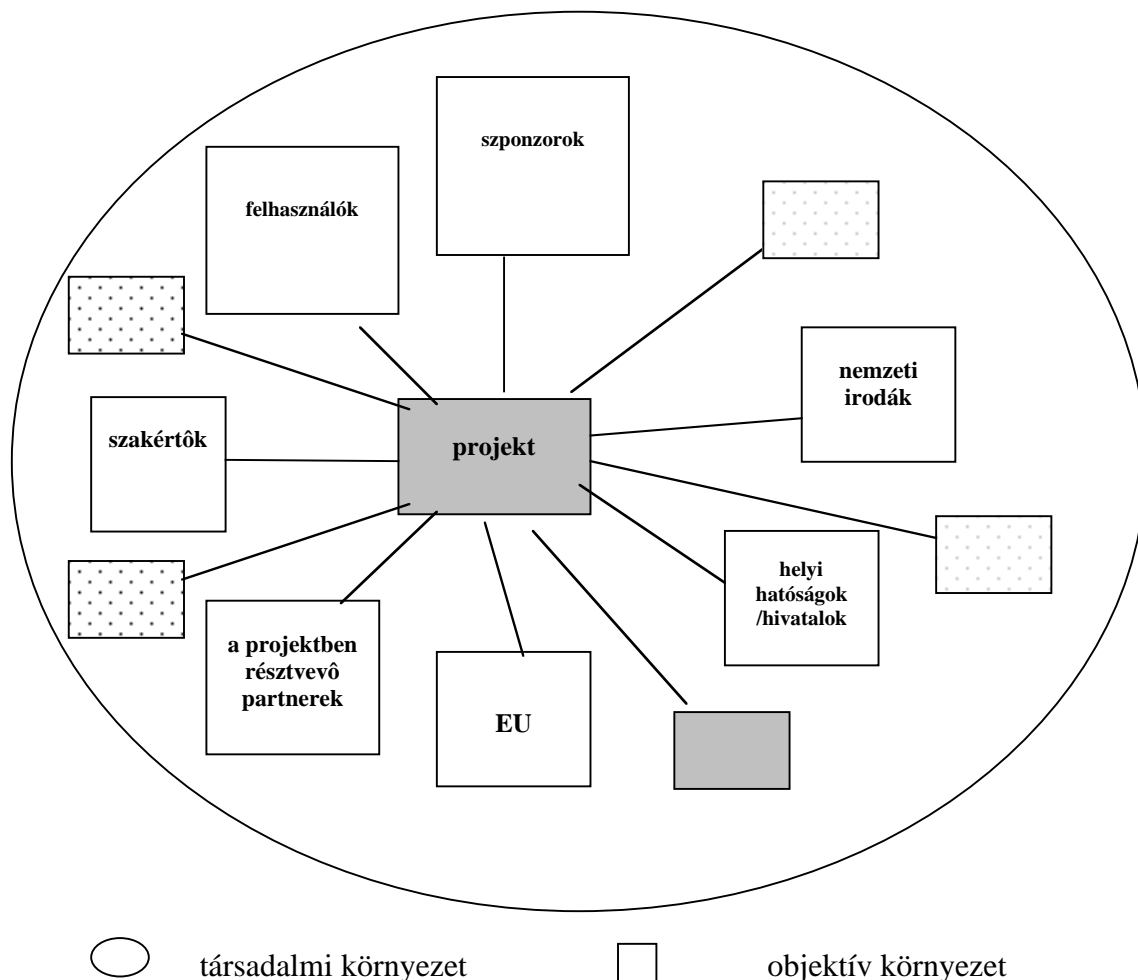 szponzorok
felhasználók
nemzeti
irodák
szakértôk
projekt
helyi
hatóságok
/hivatalok
a projektben
résztvevô
partnerek
EU
társadalmi környezet
objektív környezet